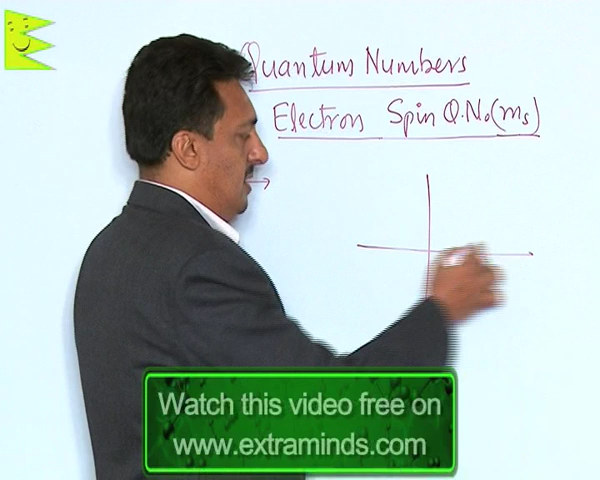 Quantum Numbers
Electron Spin Q.No(ms)
Watch this video free on
www.extraminds.com